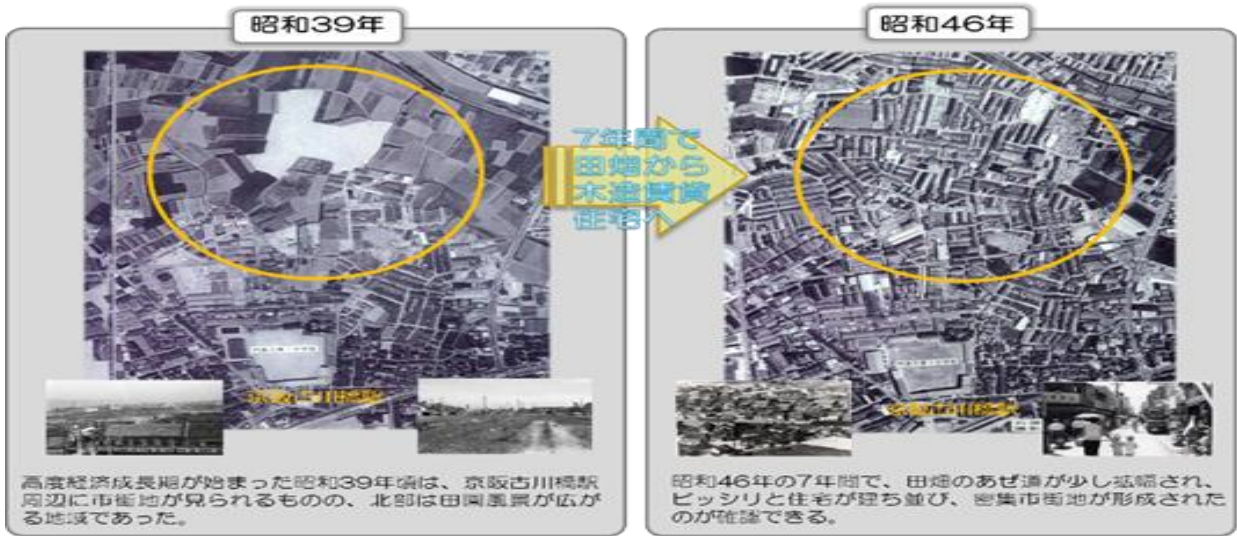 昭和39年
京阪古川橋駅
高度経済成長期が始まった昭和39年頃は、京阪古川橋駅
周辺に市街地が見られるものの、北部は田園風景が広が
る地域であった。
7年間で
田畑から
木造賃貸
住宅へ
昭和46年
京阪古川橋駅
昭和46年の7年間で、田畑のあぜ道が少し拡幅され、
ビッシリと住宅が建ち並び、密集市街地が形成された
のが確認できる。